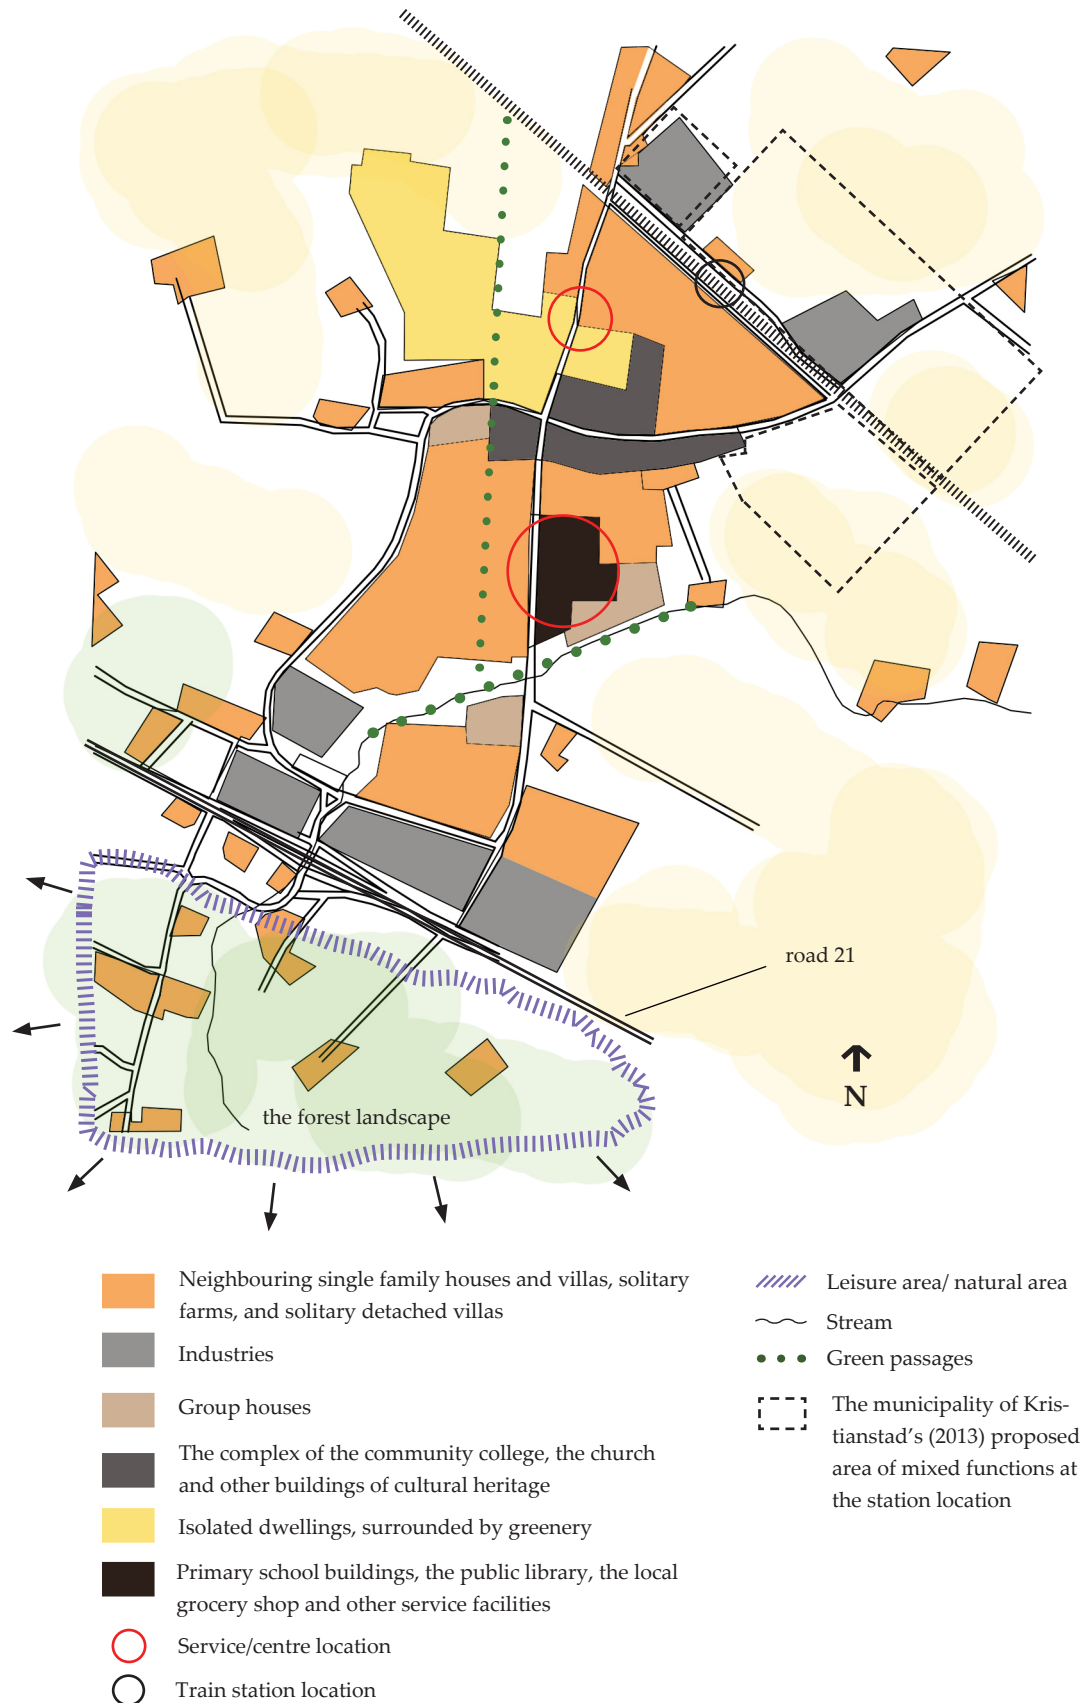 road 21
N
the forest landscape
Neighbouring single family houses and villas, solitary
farms, and solitary detached villas
Industries
Group houses
The complex of the community college, the church
and other buildings of cultural heritage
Isolated dwellings, surrounded by greenery
Primary school buildings, the public library, the local
grocery shop and other service facilities
Service/centre location
Train station location
Leisure area/ natural area
Stream
Green passages
The municipality of Kris-
tianstad's (2013) proposed
area of mixed functions at
the station location